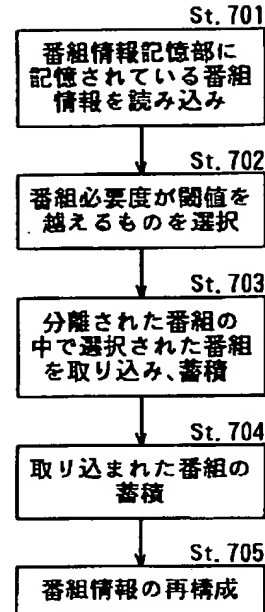 St. 701
番組情報記憶部に
記憶されている番組
情報を読み込み
St. 702
番組必要度が閾値を
越えるものを選択
St. 703
分離された番組の
中で選択された番組
を取り込み、蓄積
St. 704
取り込まれた番組の
蓄積
St. 705
番組情報の再構成